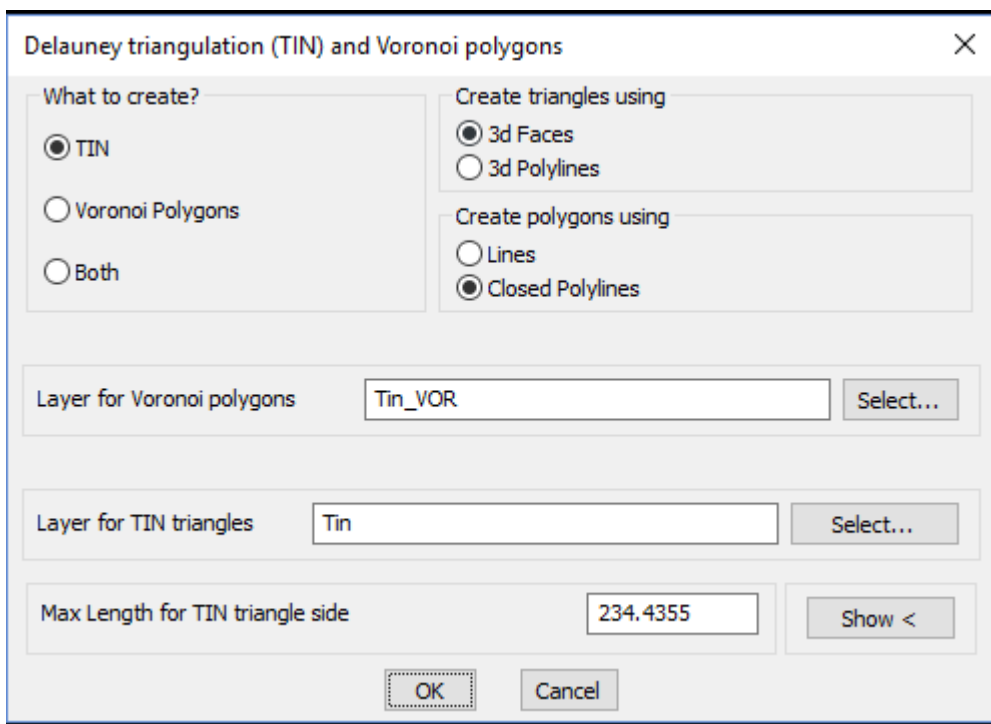 Delauney triangulation (TIN) and Voronoi polygons
What to create?
TIN
Voronoi Polygons
Both
Create triangles using
3d Faces
3d Polylines
Create polygons using
Lines
Closed Polylines
Layer for Voronoi polygons Tin_VOR Select...
Layer for TIN triangles Tin Select...
Max Length for TIN triangle side 234.4355 Show <
OK Cancel